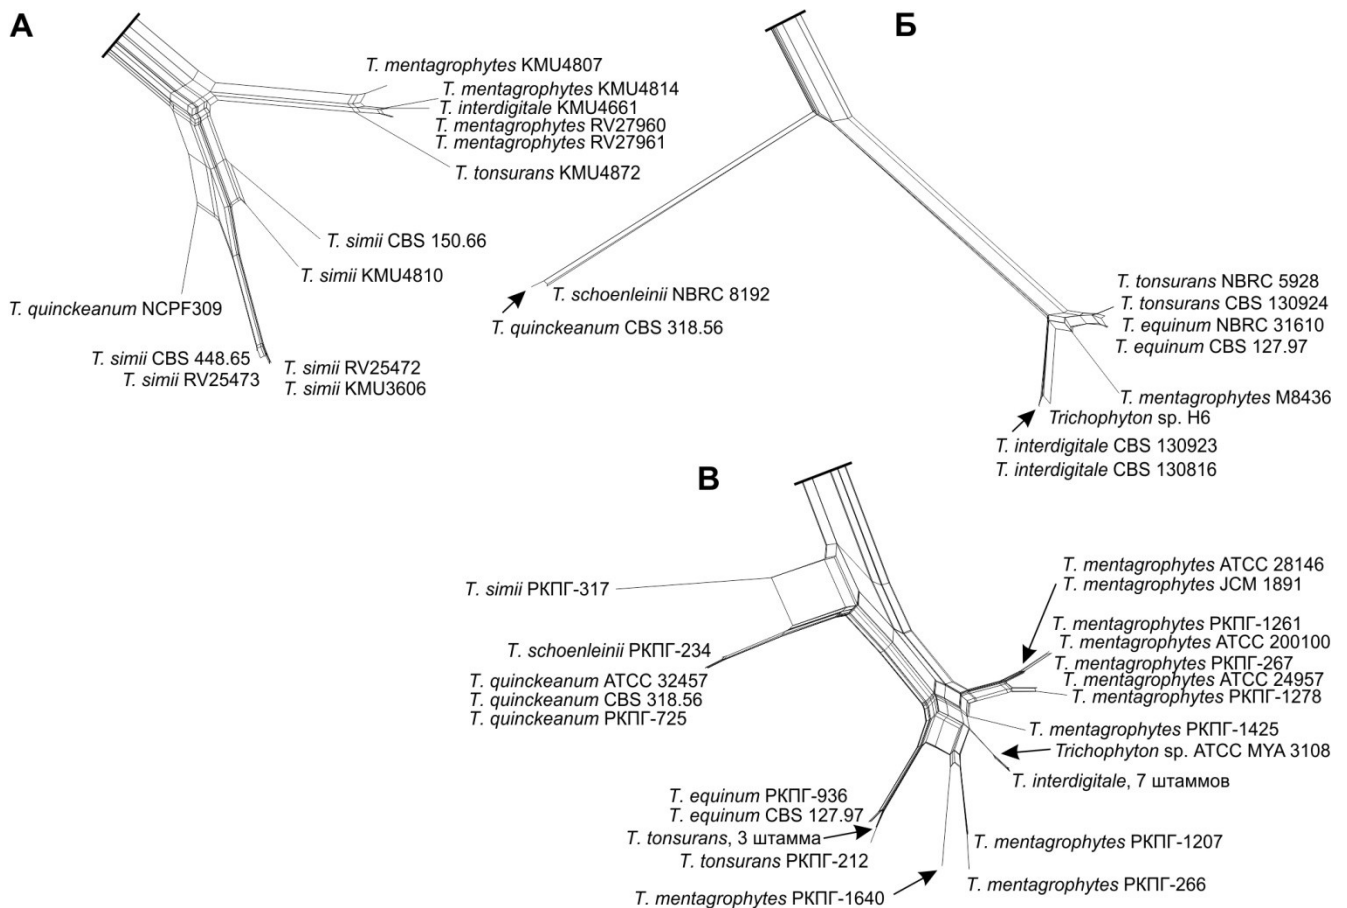 А
T. mentagrophytes KMU4807
T. mentagrophytes KMU4814
T. interdigitale KMU4661
T. mentagrophytes RV27960
T. mentagrophytes RV27961
T. tonsurans KMU4872
T. simii CBS 150.66
T. simii KMU4810
T. quinckeanum NCPF309
T. simii CBS 448.65
T. simii RV25473
T. simii RV25472
T. simii KMU3606
Б
T. schoenleinii NBRC 8192
T. quinckeanum CBS 318.56
T. tonsurans NBRC 5928
T. tonsurans CBS 130924
T. equinum NBRC 31610
T. equinum CBS 127.97
T. mentagrophytes M8436
Trichophyton sp. H6
T. interdigitale CBS 130923
T. interdigitale CBS 130816
В
T. simii РКПГ-317
T. schoenleinii РКПГ-234
T. quinckeanum ATCC 32457
T. quinckeanum CBS 318.56
T. quinckeanum РКПГ-725
T. mentagrophytes ATCC 28146
T. mentagrophytes JCM 1891
T. mentagrophytes РКПГ-1261
T. mentagrophytes ATCC 200100
T. mentagrophytes РКПГ-267
T. mentagrophytes ATCC 24957
T. mentagrophytes РКПГ-1278
T. mentagrophytes РКПГ-1425
Trichophyton sp. ATCC MYA 3108
T. interdigitale, 7 штаммов
T. equinum РКПГ-936
T. equinum CBS 127.97
T. tonsurans, 3 штамма
T. tonsurans РКПГ-212
T. mentagrophytes РКПГ-1640
T. mentagrophytes РКПГ-1207
T. mentagrophytes РКПГ-266